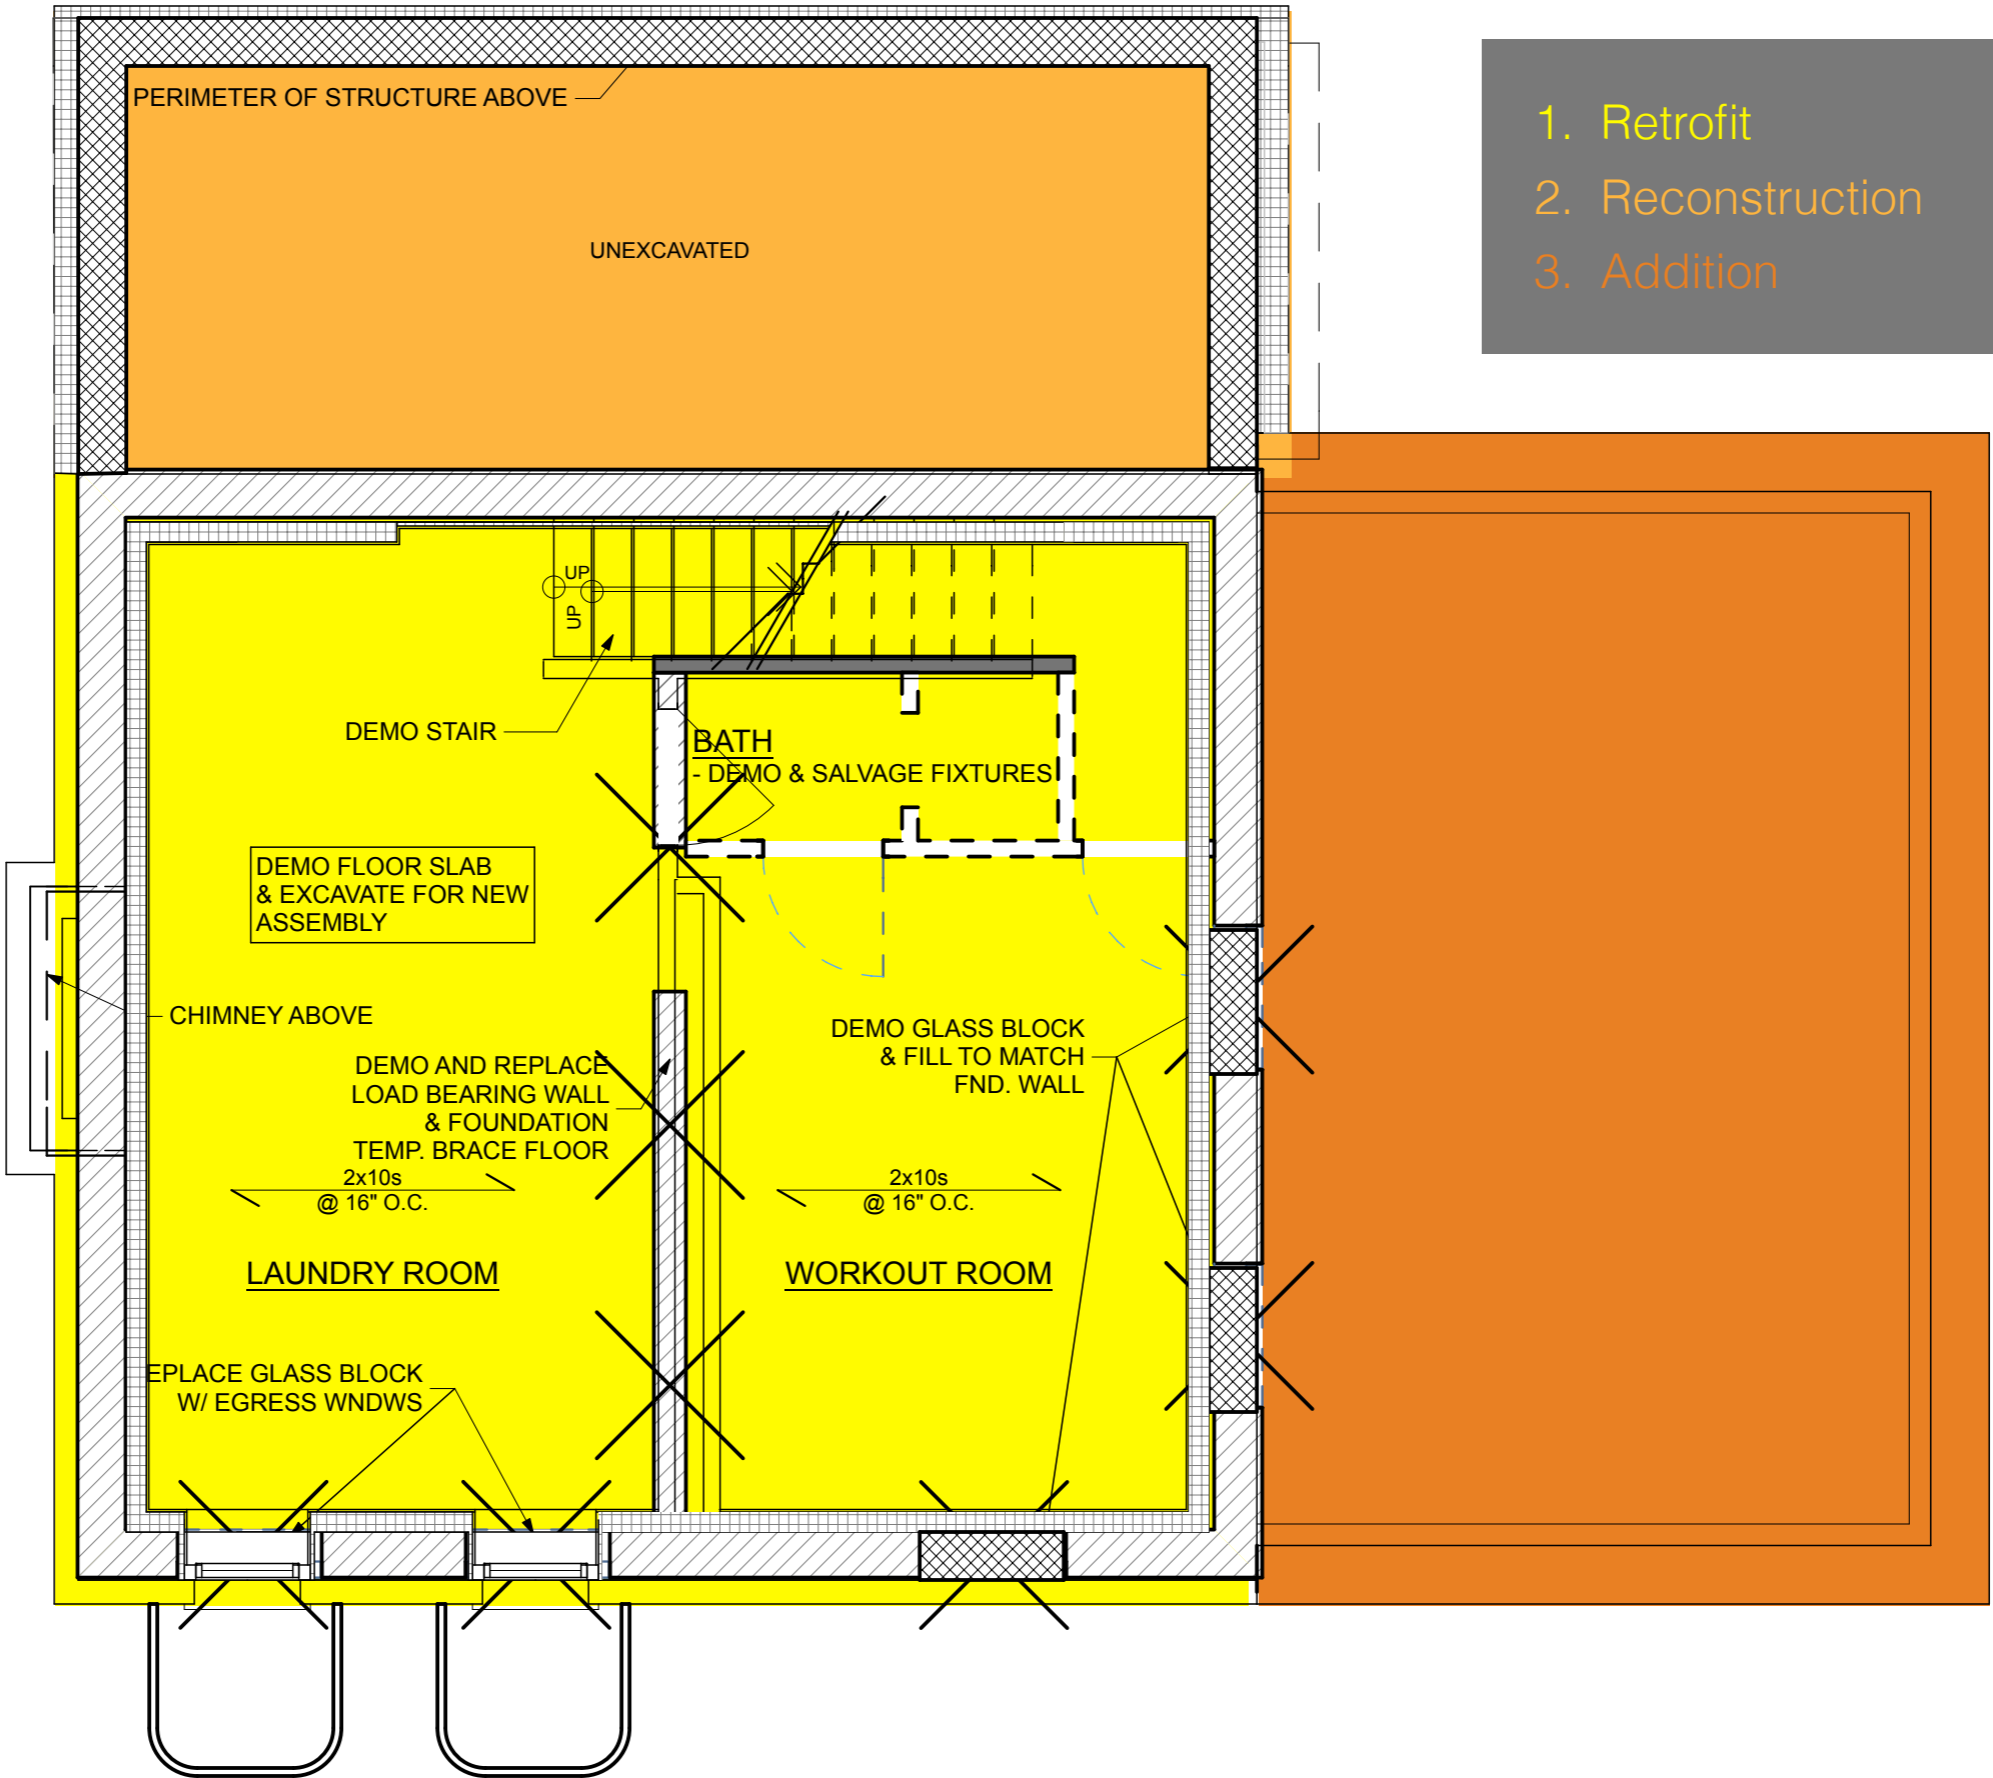 PERIMETER OF STRUCTURE ABOVE
1. Retrofit
2. Reconstruction
3. Addition
UNEXCAVATED
UP
UP
DEMO STAIR
BATH
- DEMO & SALVAGE FIXTURES
DEMO FLOOR SLAB
& EXCAVATE FOR NEW
ASSEMBLY
CHIMNEY ABOVE
DEMO AND REPLACE
LOAD BEARING WALL
& FOUNDATION
TEMP. BRACE FLOOR
DEMO GLASS BLOCK
& FILL TO MATCH
FND. WALL
2x10s
@ 16" O.C.
2x10s
@ 16" O.C.
LAUNDRY ROOM
WORKOUT ROOM
EPLACE GLASS BLOCK
W/ EGRESS WNDWS